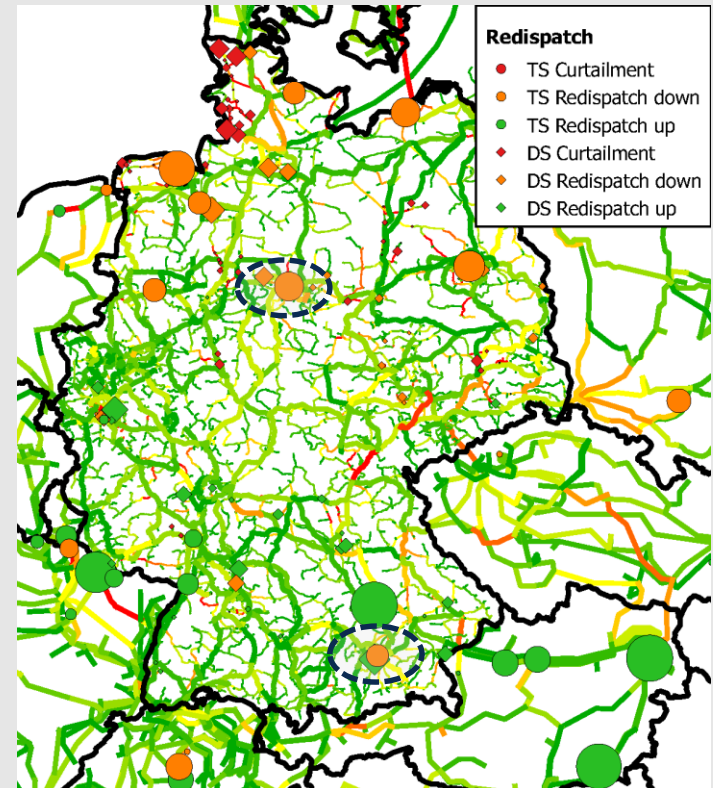 Redispatch
TS Curtailment
TS Redispatch down
TS Redispatch up
DS Curtailment
DS Redispatch down
DS Redispatch up